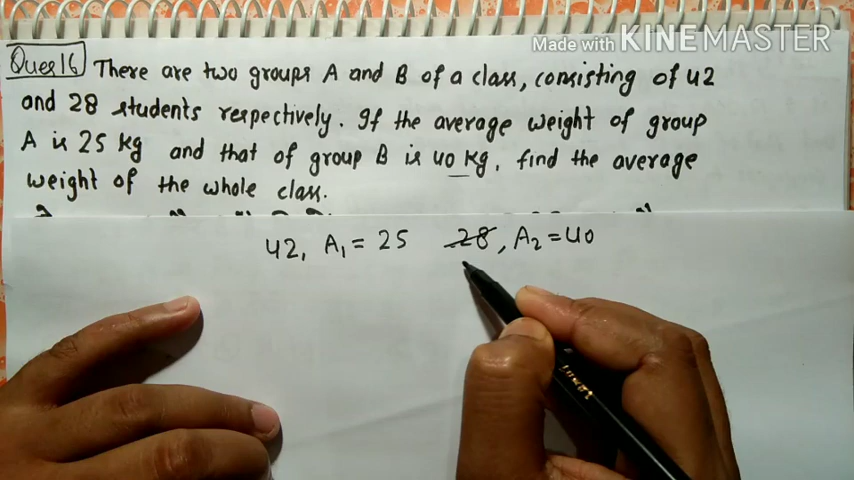 Made with KINEMASTER
Ques 16 There are two groups A and B of a class, consisting of 42
and 28 students respectively. If the average weight of group
A is 25 kg and that of group B is 40 kg, find the average
weight of the whole class.
42, A₁ = 25 28, A₂ = 40